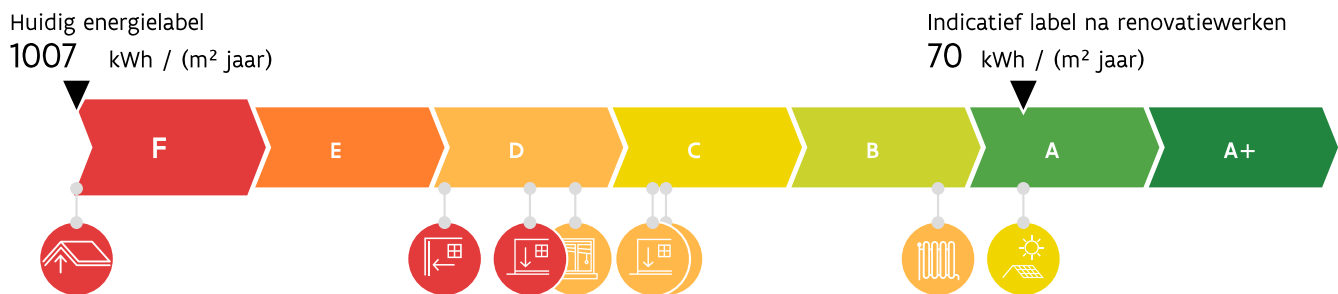 Huidig energielabel
1007 kWh / (m² jaar)
Indicatief label na renovatiewerken
70 kWh / (m² jaar)
F
E
D
C
B
A
A+